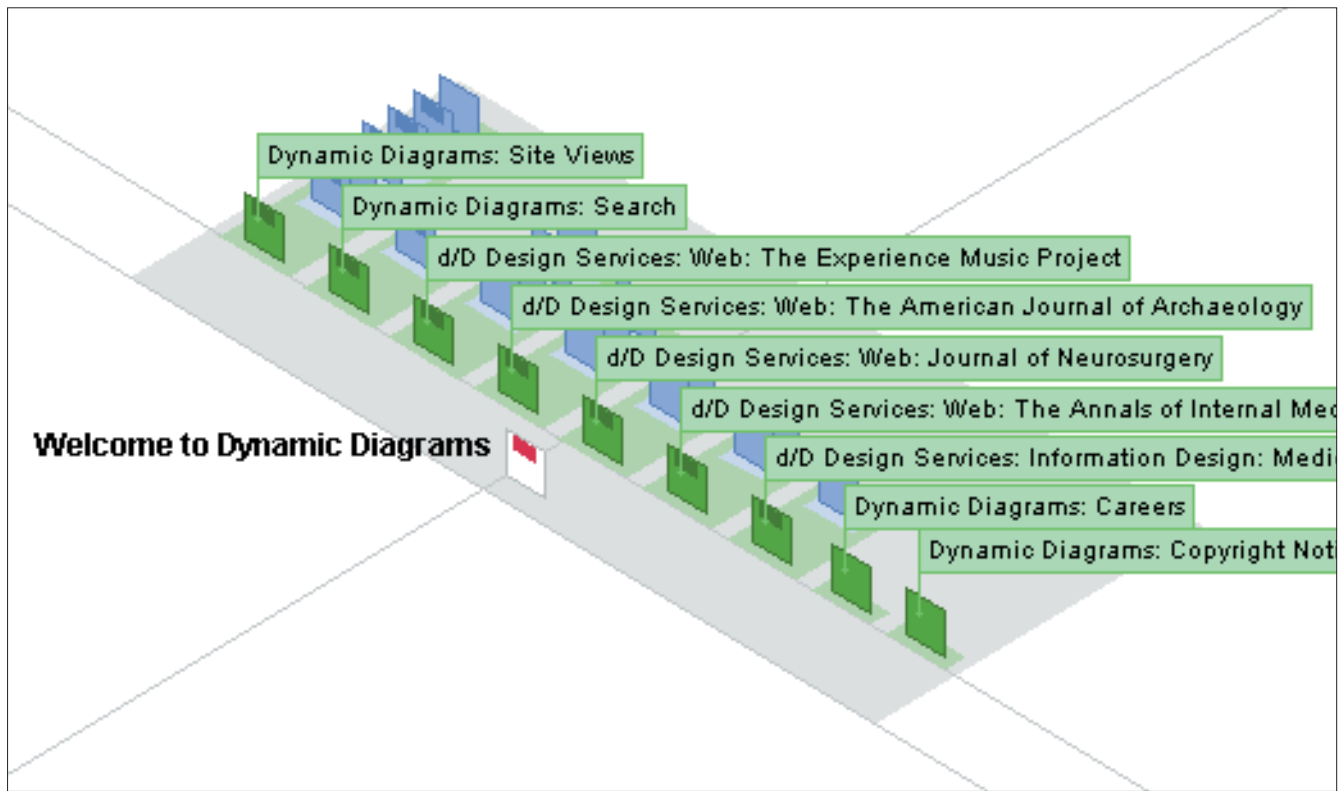 Dynamic Diagrams: Site Views
Dynamic Diagrams: Search
d/D Design Services: Web: The Experience Music Project
d/D Design Services: Web: The American Journal of Archaeology
d/D Design Services: Web: Journal of Neurosurgery
d/D Design Services: Web: The Annals of Internal
Welcome to Dynamic Diagrams
d/D Design Services: Information Design:
Dynamic Diagrams: Careers
Dynamic Diagrams: Copyright